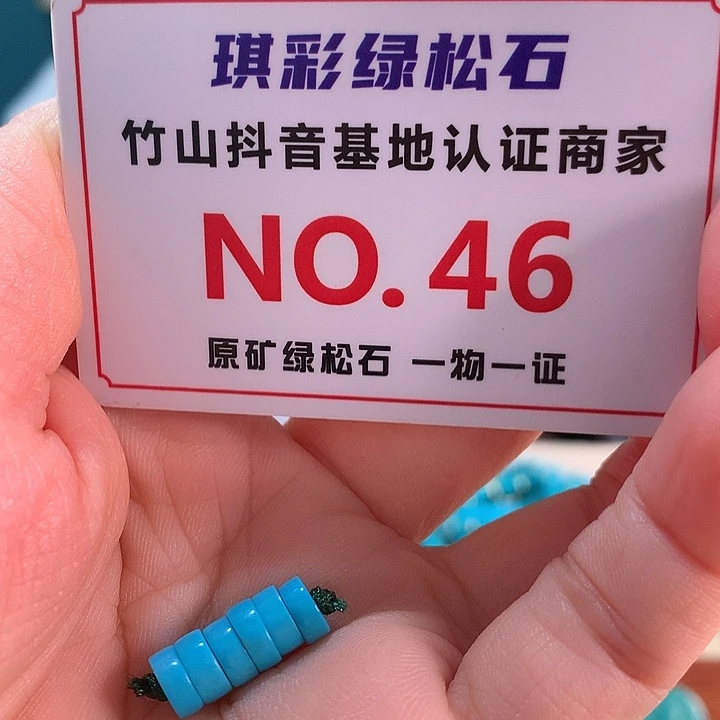 琪彩绿松石
竹山抖音基地认证商家
NO.46
原矿绿松石 一物一证